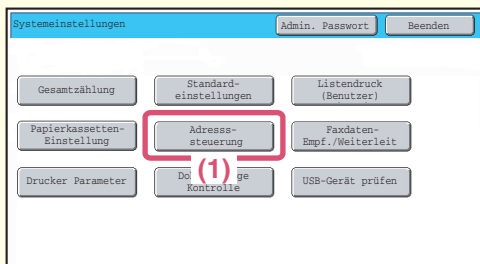 Systemeinstellungen
Admin. Passwort
Beenden
Gesamtzählung
Standard-
einstellungen
Listendruck
(Benutzer)
Papierkassetten-
Einstellung
Adresss-
steuerung
Faxdaten-
Empf./Weiterleit
Drucker Parameter
(1)
Kontrolle
USB-Gerät prüfen